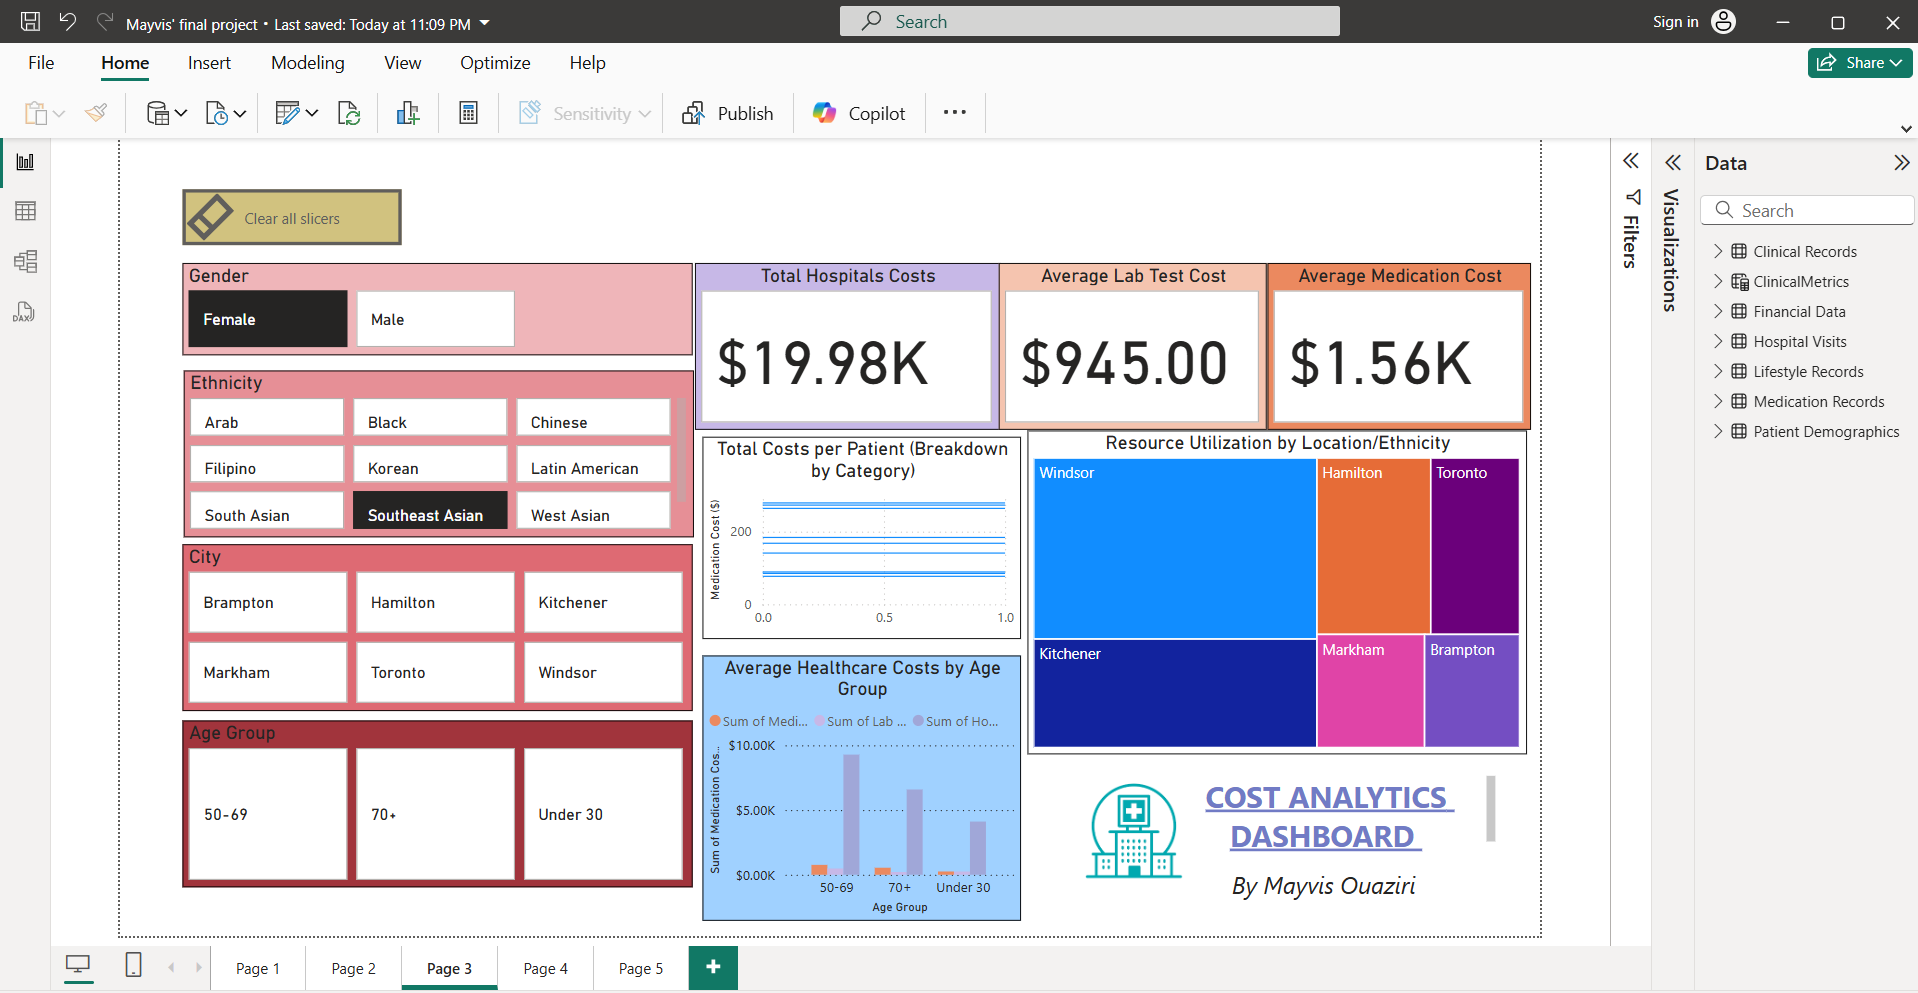 Mayvis' final project • Last saved: Today at 11:09 PM
Search
Sign in
File
Home
Insert
Modeling
View
Optimize
Help
Share
Sensitivity
Publish
Copilot
Clear all slicers
Gender
Female
Male
Ethnicity
Arab
Black
Chinese
Filipino
Korean
Latin American
South Asian
Southeast Asian
West Asian
City
Brampton
Hamilton
Kitchener
Markham
Toronto
Windsor
Age Group
50-69
70+
Under 30
Total Hospitals Costs
$19.98K
Average Lab Test Cost
$945.00
Average Medication Cost
$1.56K
Total Costs per Patient (Breakdown
by Category)
Medication Cost ($)
200
0
0.0
0.5
1.0
Resource Utilization by Location/Ethnicity
Windsor
Hamilton
Toronto
Kitchener
Markham
Brampton
Average Healthcare Costs by Age
Group
Sum of Medi...
Sum of Lab ...
Sum of Ho...
Sum of Medication Cos...
$10.00K
$5.00K
$0.00K
50-69
70+
Under 30
Age Group
COST ANALYTICS
DASHBOARD
By Mayvis Ouaziri
Filters
Visualizations
Data
Search
Clinical Records
ClinicalMetrics
Financial Data
Hospital Visits
Lifestyle Records
Medication Records
Patient Demographics
DAX
Page 1
Page 2
Page 3
Page 4
Page 5